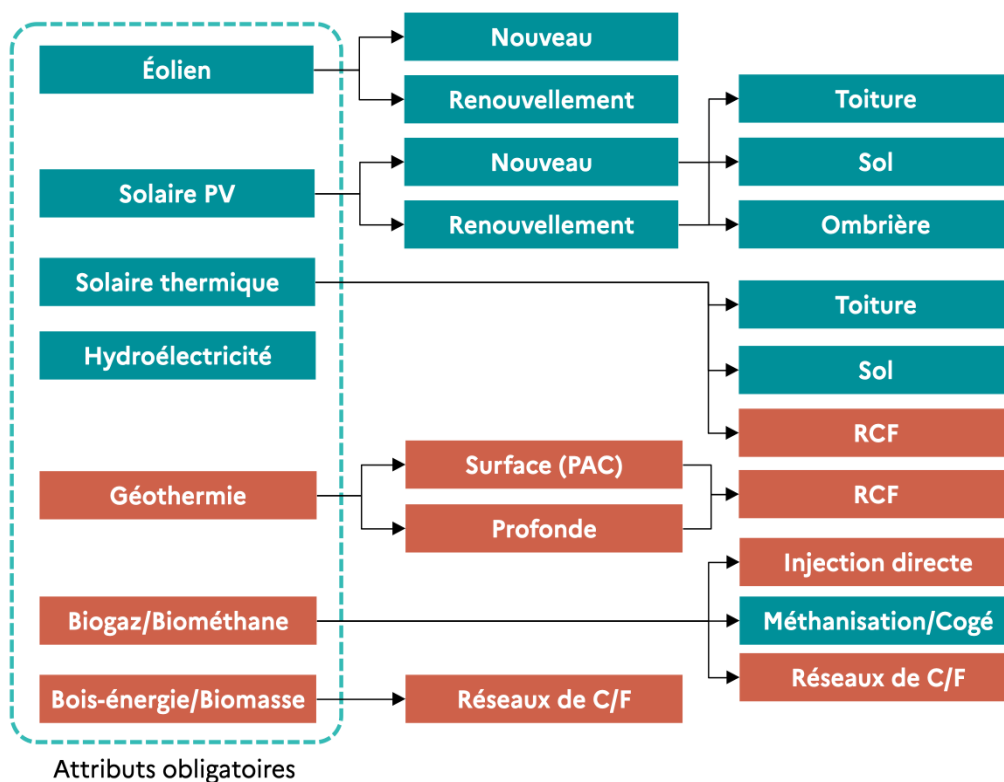 Éolien
Nouveau
Renouvellement
Solaire PV
Nouveau
Renouvellement
Toiture
Sol
Ombrière
Solaire thermique
Toiture
Sol
RCF
Hydroélectricité
Géothermie
Surface (PAC)
Profonde
RCF
Biogaz/Biométhane
Injection directe
Méthanisation/Cogé
Réseaux de C/F
Bois-énergie/Biomasse
Réseaux de C/F
Attributs obligatoires